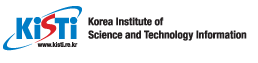 KiSTi
www.kisti.re.kr
Korea Institute of
Science and Technology Information